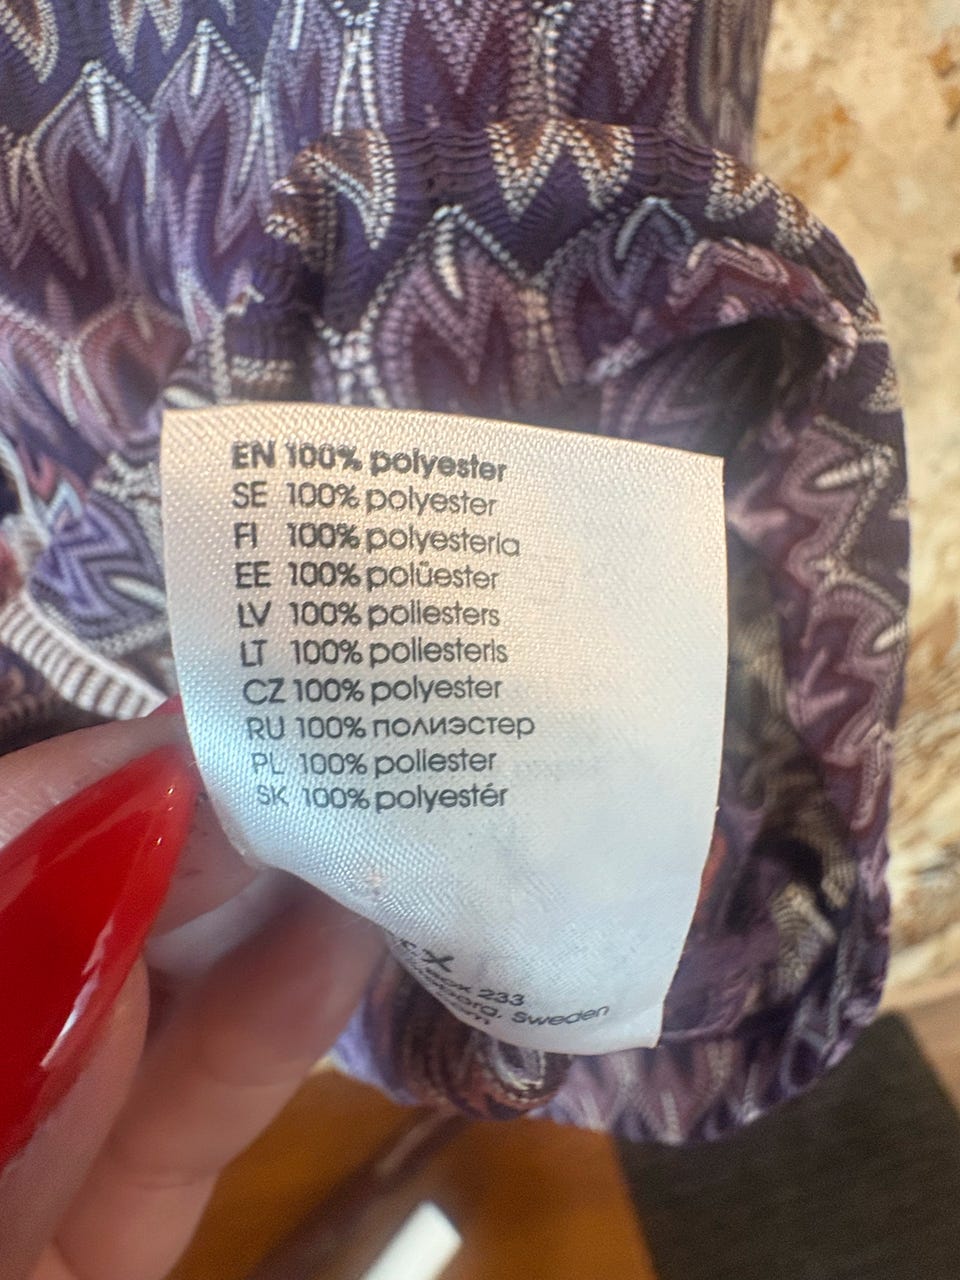 EN 100% polyester
SE 100% polyester
FI 100% polyesteria
EE 100% polüester
LV 100% poliesters
LT 100% poliesteris
CZ 100% polyester
RU 100% полиэстер
PL 100% poliester
SK 100% polyestér
Box 233
Sweden